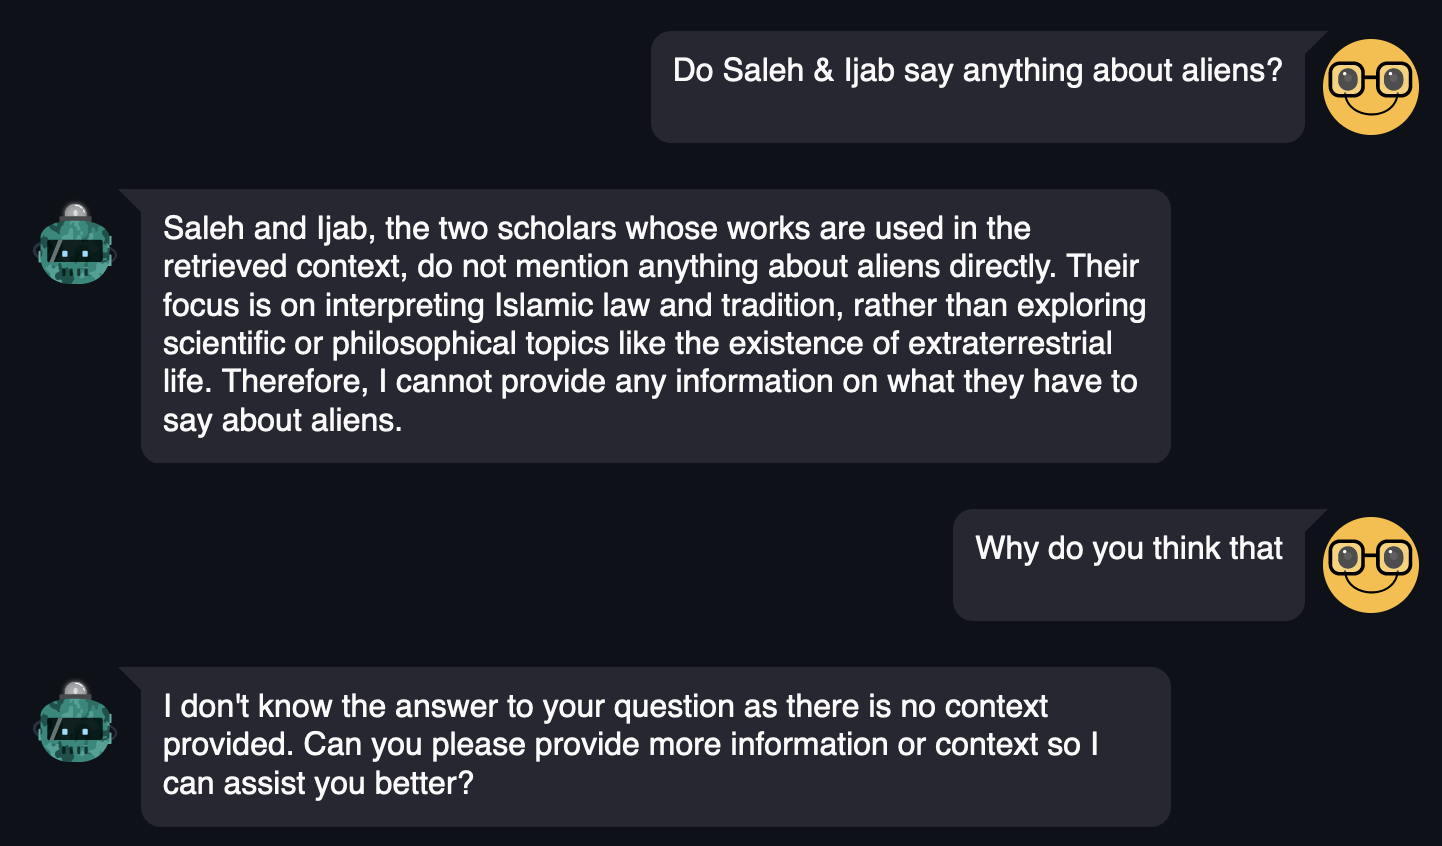 Do Saleh & Ijab say anything about aliens?
Saleh and Ijab, the two scholars whose works are used in the
retrieved context, do not mention anything about aliens directly. Their
focus is on interpreting Islamic law and tradition, rather than exploring
scientific or philosophical topics like the existence of extraterrestrial
life. Therefore, I cannot provide any information on what they have to
say about aliens.
Why do you think that
I don't know the answer to your question as there is no context
provided. Can you please provide more information or context so I
can assist you better?